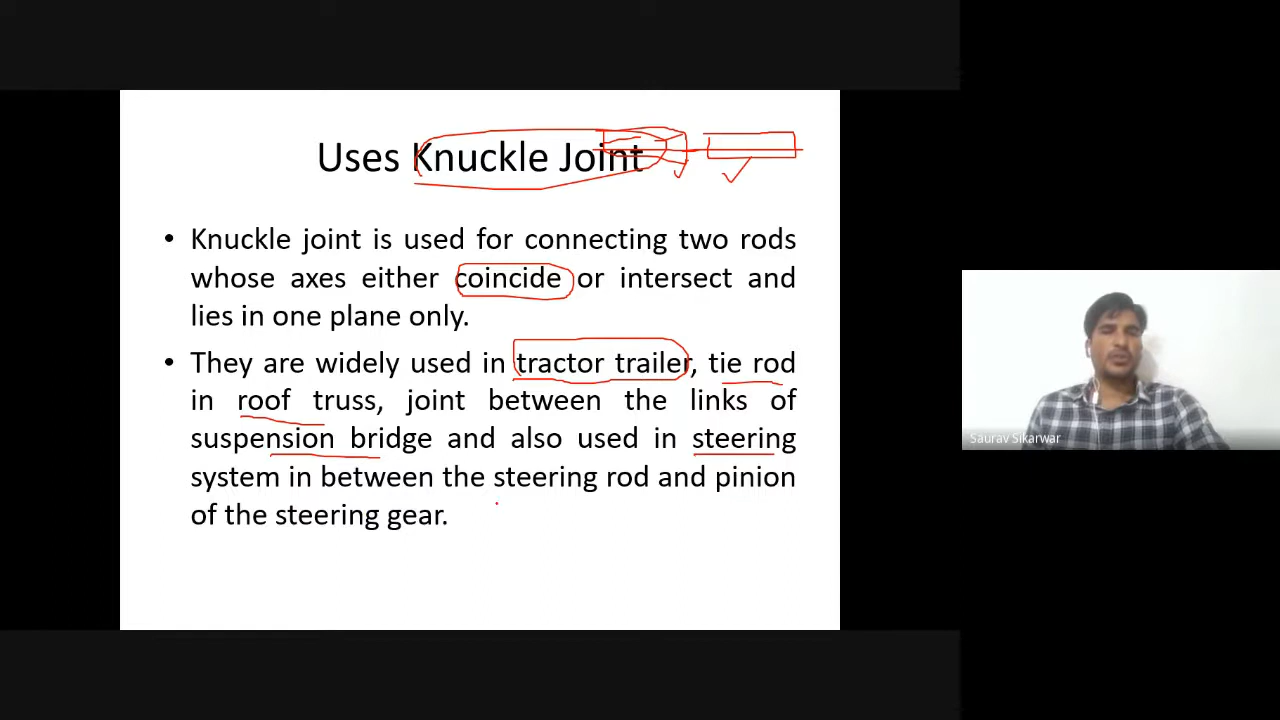 Uses Knuckle Joint
• Knuckle joint is used for connecting two rods
whose axes either coincide or intersect and
lies in one plane only.
• They are widely used in tractor trailer, tie rod
in roof truss, joint between the links of
suspension bridge and also used in steering
system in between the steering rod and pinion
of the steering gear.
Saurav Sikarwar